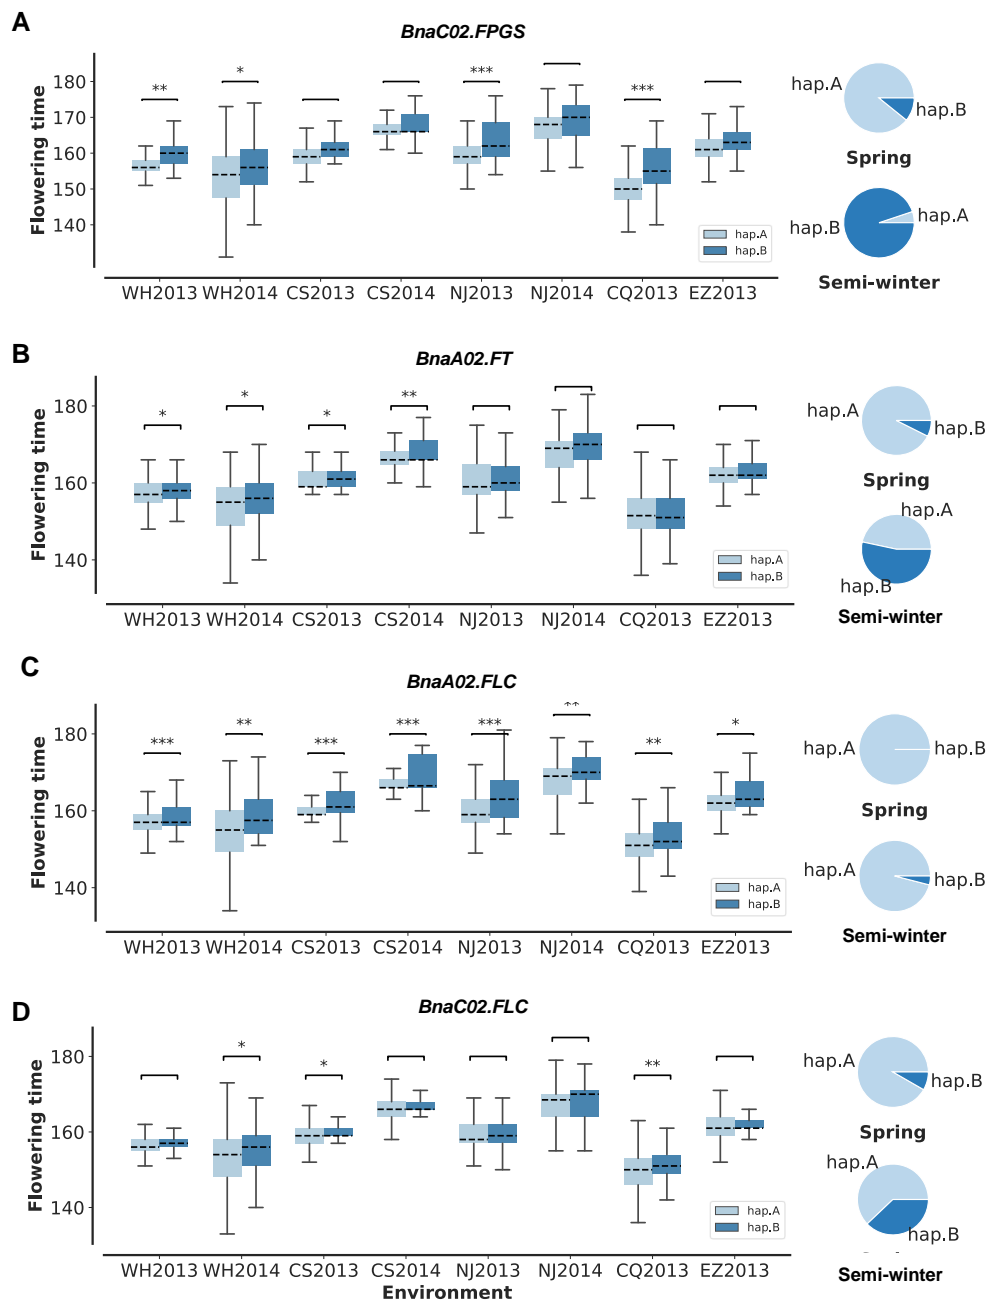 A
BnaC02.FPGS
Flowering time
180
170
160
150
140
** * *** ***
hap.A
hap.B
WH2013 WH2014 CS2013 CS2014 NJ2013 NJ2014 CQ2013 EZ2013
hap.A
hap.B
Spring
hap.B
hap.A
Semi-winter
B
BnaA02.FT
Flowering time
180
160
140
* * * **
hap.A
hap.B
WH2013 WH2014 CS2013 CS2014 NJ2013 NJ2014 CQ2013 EZ2013
hap.A
hap.B
Spring
hap.A
hap.B
Semi-winter
C
BnaA02.FLC
Flowering time
180
160
140
*** ** *** *** *** ** ** *
hap.A
hap.B
WH2013 WH2014 CS2013 CS2014 NJ2013 NJ2014 CQ2013 EZ2013
hap.A
hap.B
Spring
hap.A
hap.B
Semi-winter
D
BnaC02.FLC
Flowering time
180
160
140
* * **
hap.A
hap.B
WH2013 WH2014 CS2013 CS2014 NJ2013 NJ2014 CQ2013 EZ2013
Environment
hap.A
hap.B
Spring
hap.A
hap.B
Semi-winter